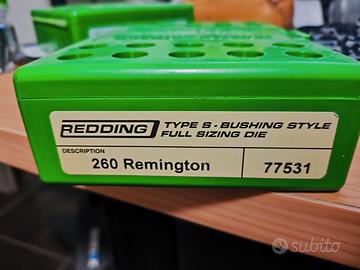 REDDING TYPE S - BUSHING STYLE
FULL SIZING DIE
DESCRIPTION
260 Remington 77531
subito